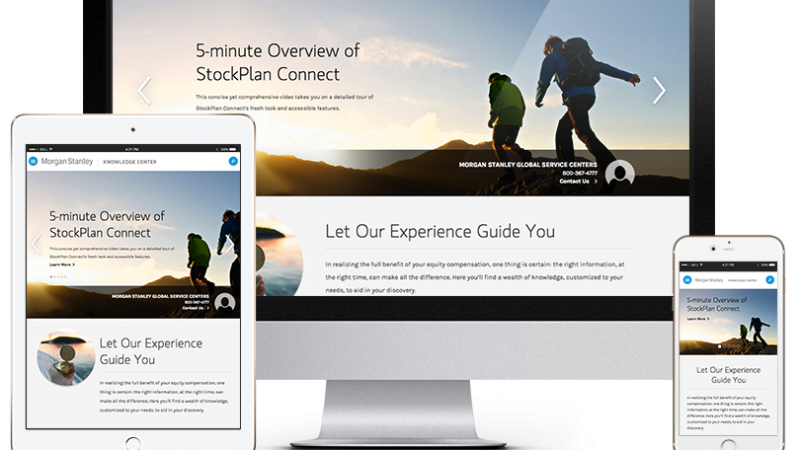 5-minute Overview of
StockPlan Connect
This concise yet comprehensive video takes you on a detailed tour of
StockPlan Connect's fresh look and accessible features.
MORGAN STANLEY GLOBAL SERVICE CENTERS
800-367-4777
Contact Us >
Let Our Experience Guide You
In realizing the full benefit of your equity compensation, one thing is certain: the right information, at
the right time, can make all the difference. Here you'll find a wealth of knowledge, customized to your
needs, to aid in your discovery.
4:21 PM
Morgan Stanley | KNOWLEDGE CENTER
5-minute Overview of
StockPlan Connect
This concise yet comprehensive video takes you on a detailed tour of
StockPlan Connect's fresh look and accessible features.
Learn More >
MORGAN STANLEY GLOBAL SERVICE CENTERS
800-367-4777
Contact Us >
Let Our Experience
Guide You
In realizing the full benefit of your equity compensation, one
thing is certain: the right information, at the right time, can
make all the difference. Here you'll find a wealth of knowledge,
customized to your needs, to aid in your discovery.
4:21 PM
Morgan Stanley | KNOWLEDGE CENTER
5-minute Overview of
StockPlan Connect
Learn More >
Let Our Experience
Guide You
In realizing the full benefit of your equity
compensation, one thing is certain: the right
information, at the right time, can make all
the difference. Here you'll find a wealth of
knowledge, customized to your needs, to aid
in your discovery.